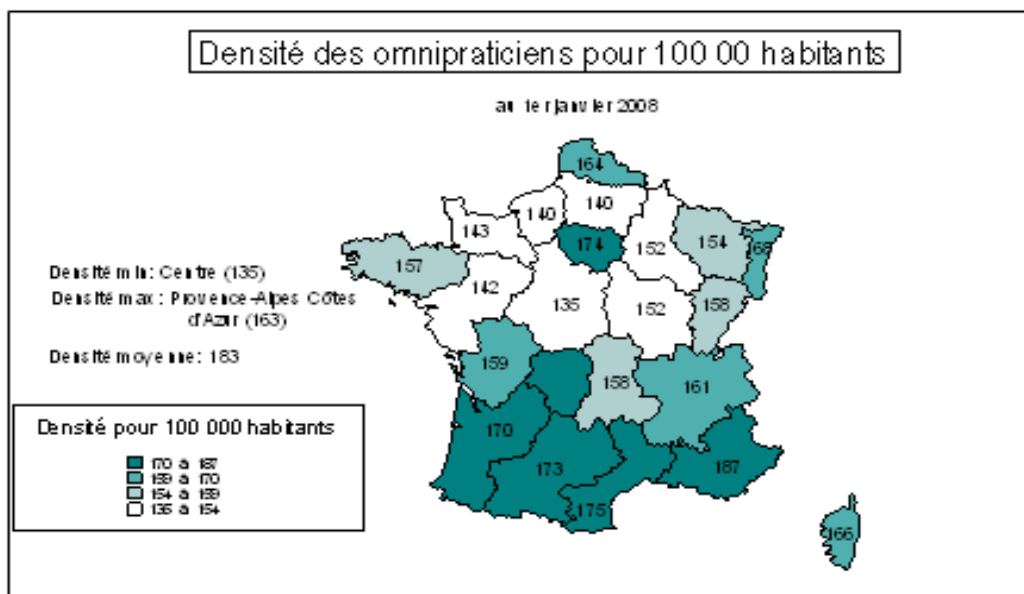 Densité des omnipraticiens pour 100 00 habitants
au 1er janvier 2008
164
140
140
143
174
152
154
168
157
Densité min: Centre (135)
142
135
152
158
Densité max : Provence-Alpes Côtes
d'Azur (163)
Densité moyenne: 183
159
158
161
Densité pour 100 000 habitants
170
170 à 187
159 à 170
154 à 159
135 à 154
173
187
175
166